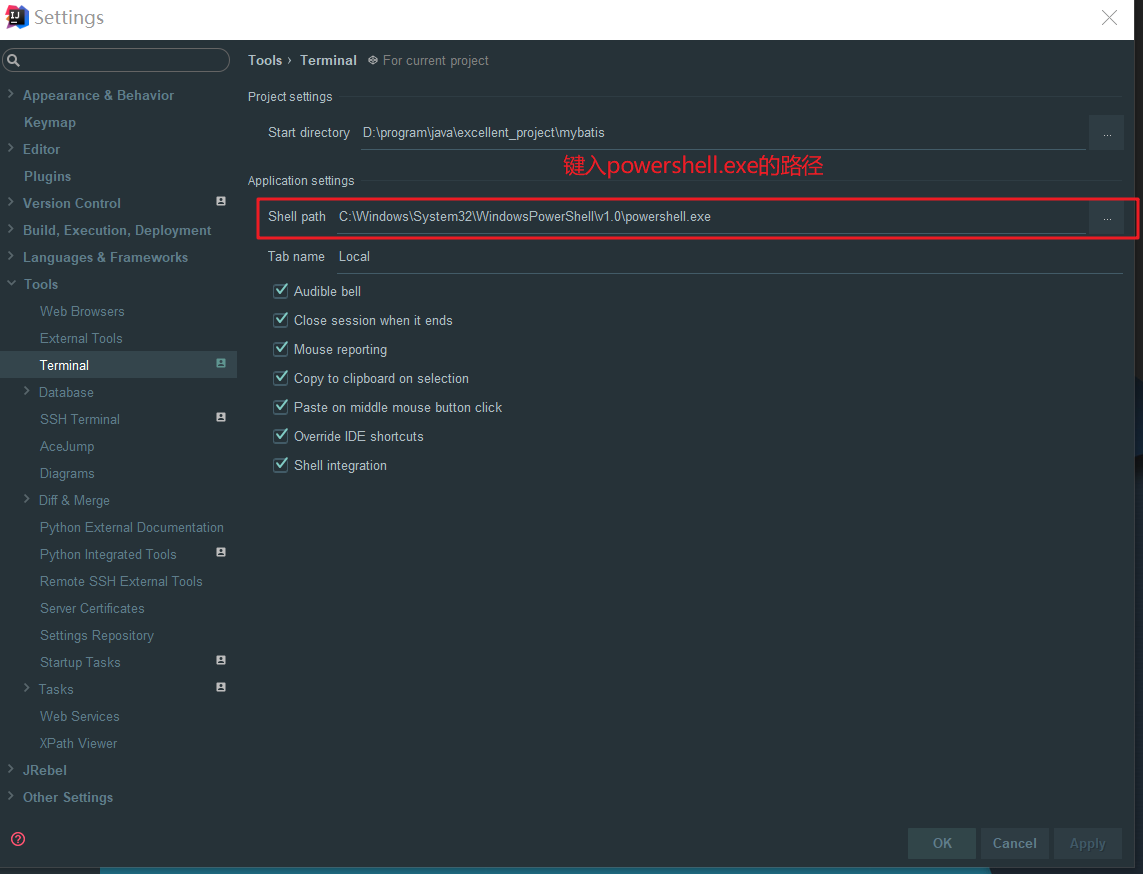 Settings
Appearance & Behavior
Keymap
Editor
Plugins
Version Control
Build, Execution, Deployment
Languages & Frameworks
Tools
Web Browsers
External Tools
Terminal
Database
SSH Terminal
AceJump
Diagrams
Diff & Merge
Python External Documentation
Python Integrated Tools
Remote SSH External Tools
Server Certificates
Settings Repository
Startup Tasks
Tasks
Web Services
XPath Viewer
JRebel
Other Settings
Tools › Terminal For current project
Project settings
Start directory D:\program\java\excellent_project\mybatis ...
键入powershell.exe的路径
Application settings
Shell path C:\Windows\System32\WindowsPowerShell\v1.0\powershell.exe ...
Tab name Local
Audible bell
Close session when it ends
Mouse reporting
Copy to clipboard on selection
Paste on middle mouse button click
Override IDE shortcuts
Shell integration
?
OK Cancel Apply